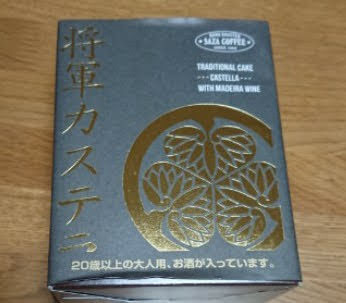 SAZA COFFEE
TRADITIONAL CAKE
--- CASTELLA ---
WITH MADEIRA WINE
将軍カステラ
20歳以上の大人用、お酒が入っています。